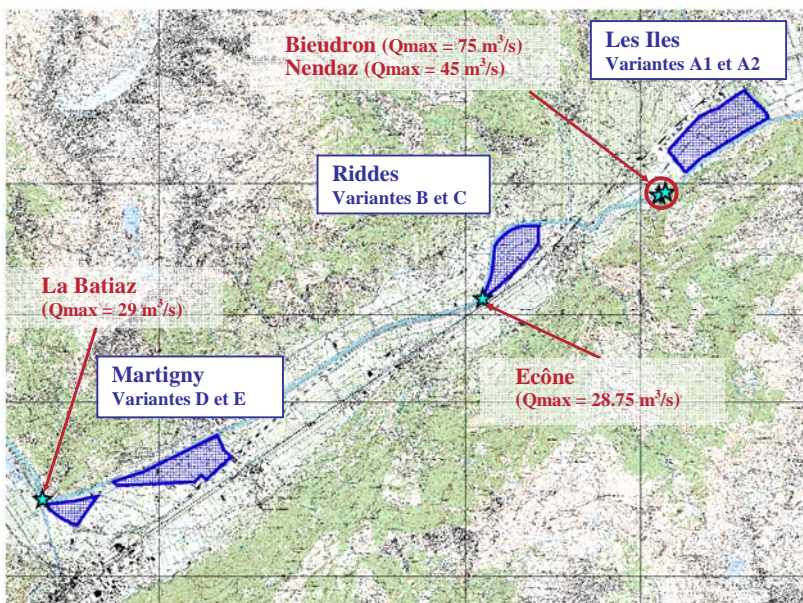 Bieudron (Qmax = 75 m³/s)
Nendaz (Qmax = 45 m³/s)
Les Iles
Variantes A1 et A2
Riddes
Variantes B et C
La Batiaz
(Qmax = 29 m³/s)
Martigny
Variantes D et E
Ecône
(Qmax = 28.75 m³/s)